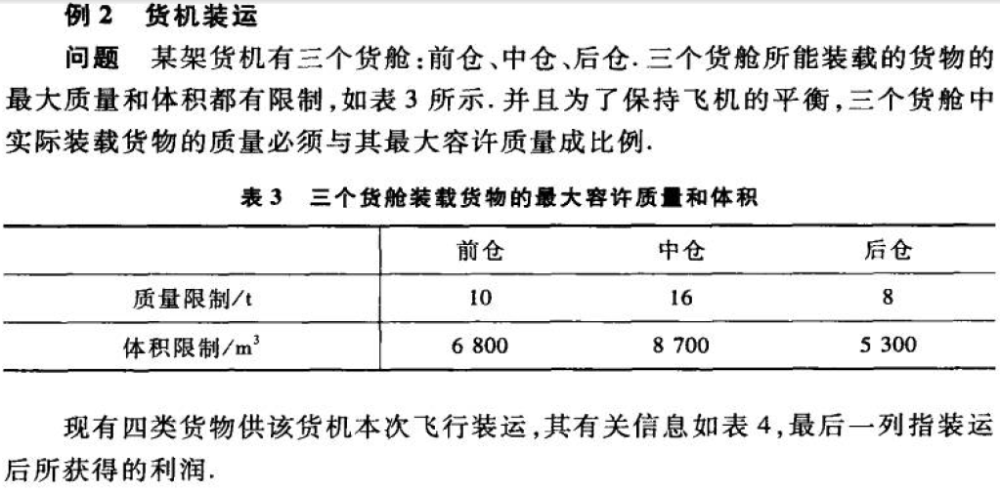 例 2 货机装运
问题 某架货机有三个货舱:前仓、中仓、后仓. 三个货舱所能装载的货物的
最大质量和体积都有限制,如表 3 所示. 并且为了保持飞机的平衡,三个货舱中
实际装载货物的质量必须与其最大容许质量成比例.
表 3 三个货舱装载货物的最大容许质量和体积
前仓 中仓 后仓
质量限制/t 10 16 8
体积限制/m³ 6 800 8 700 5 300
现有四类货物供该货机本次飞行装运,其有关信息如表 4,最后一列指装运
后所获得的利润.